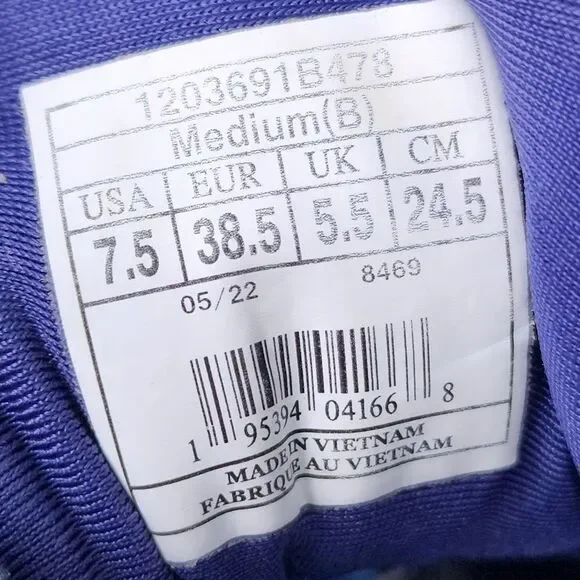 1203691B478
Medium(B)
USA EUR UK CM
7.5 38.5 5.5 24.5
05/22 8469
1 95394 04166 8
MADE IN VIETNAM
FABRIQUE AU VIETNAM